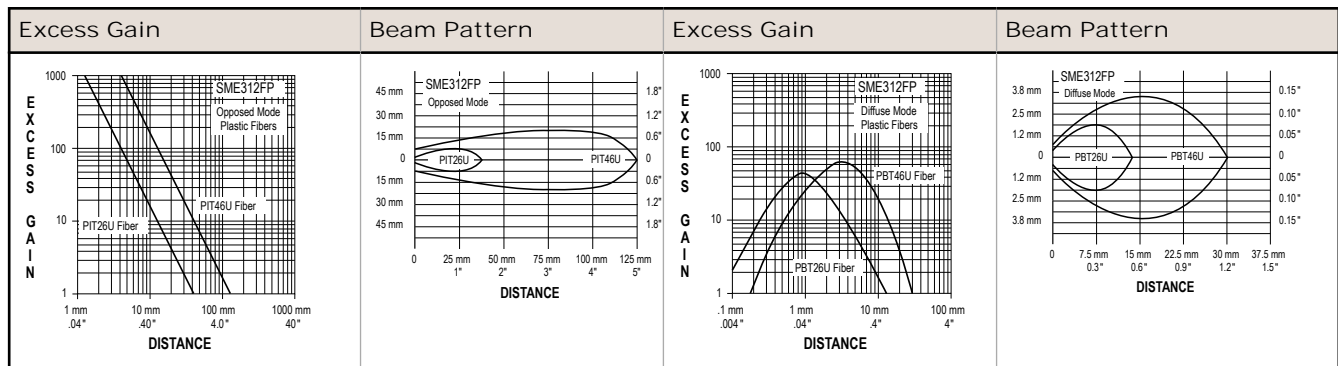 Excess Gain
Beam Pattern
Excess Gain
Beam Pattern
1000
100
10
1
EXCESS GAIN
SME312FP
Opposed Mode
Plastic Fibers
PIT46U Fiber
PIT26U Fiber
1 mm 10 mm 100 mm 1000 mm
.04" .40" 4.0" 40"
DISTANCE
SME312FP
Opposed Mode
45 mm 1.8"
30 mm 1.2"
15 mm 0.6"
0 0
15 mm 0.6"
30 mm 1.2"
45 mm 1.8"
PIT26U PIT46U
0 25 mm 50 mm 75 mm 100 mm 125 mm
1" 2" 3" 4" 5"
DISTANCE
1000
100
10
1
EXCESS GAIN
SME312FP
Diffuse Mode
Plastic Fibers
PBT46U Fiber
PBT26U Fiber
.1 mm 1 mm 10 mm 100 mm
.004" .04" .4" 4"
DISTANCE
SME312FP
Diffuse Mode
3.8 mm 0.15"
2.5 mm 0.10"
1.2 mm 0.05"
0 0
1.2 mm 0.05"
2.5 mm 0.10"
3.8 mm 0.15"
PBT26U PBT46U
0 7.5 mm 15 mm 22.5 mm 30 mm 37.5 mm
0.3" 0.6" 0.9" 1.2" 1.5"
DISTANCE